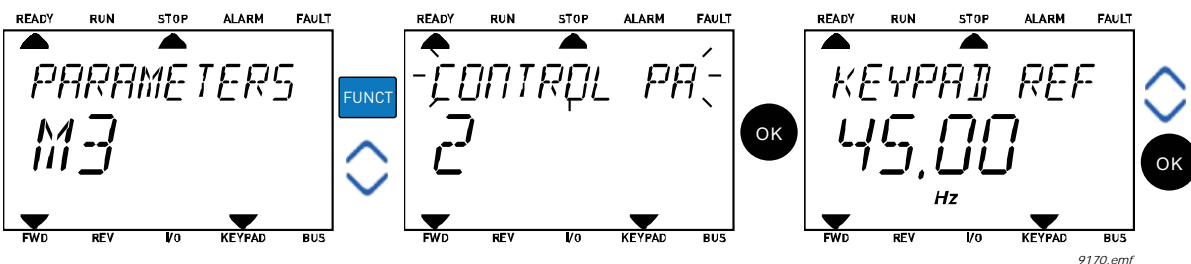 READY RUN STOP ALARM FAULT
PARAMETERS
M3
FWD REV I/O KEYPAD BUS
FUNCT
READY RUN STOP ALARM FAULT
CONTROL PA
2
FWD REV I/O KEYPAD BUS
OK
READY RUN STOP ALARM FAULT
KEYPAD REF
45.00
Hz
FWD REV I/O KEYPAD BUS
OK
9170.emf